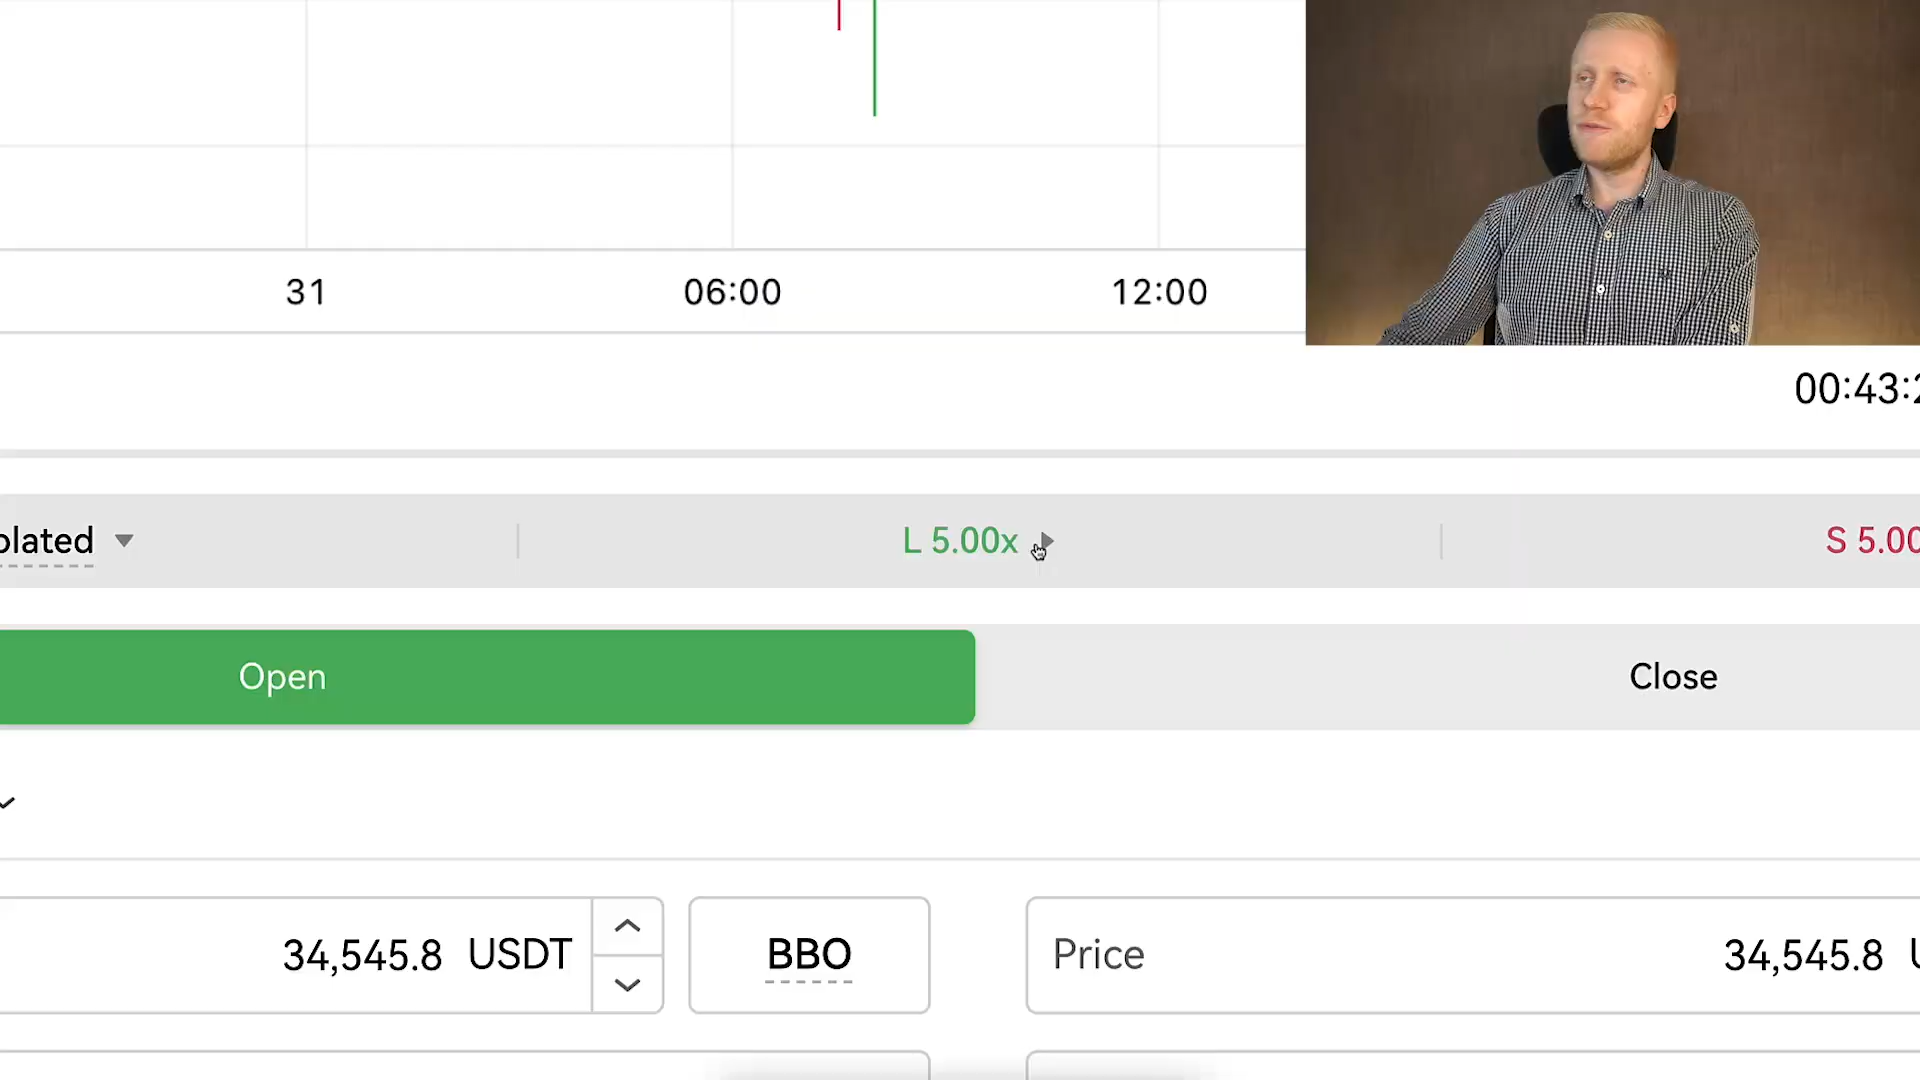 31 06:00 12:00
00:43:2
olated L 5.00x S 5.00
Open Close
34,545.8 USDT BBO Price 34,545.8